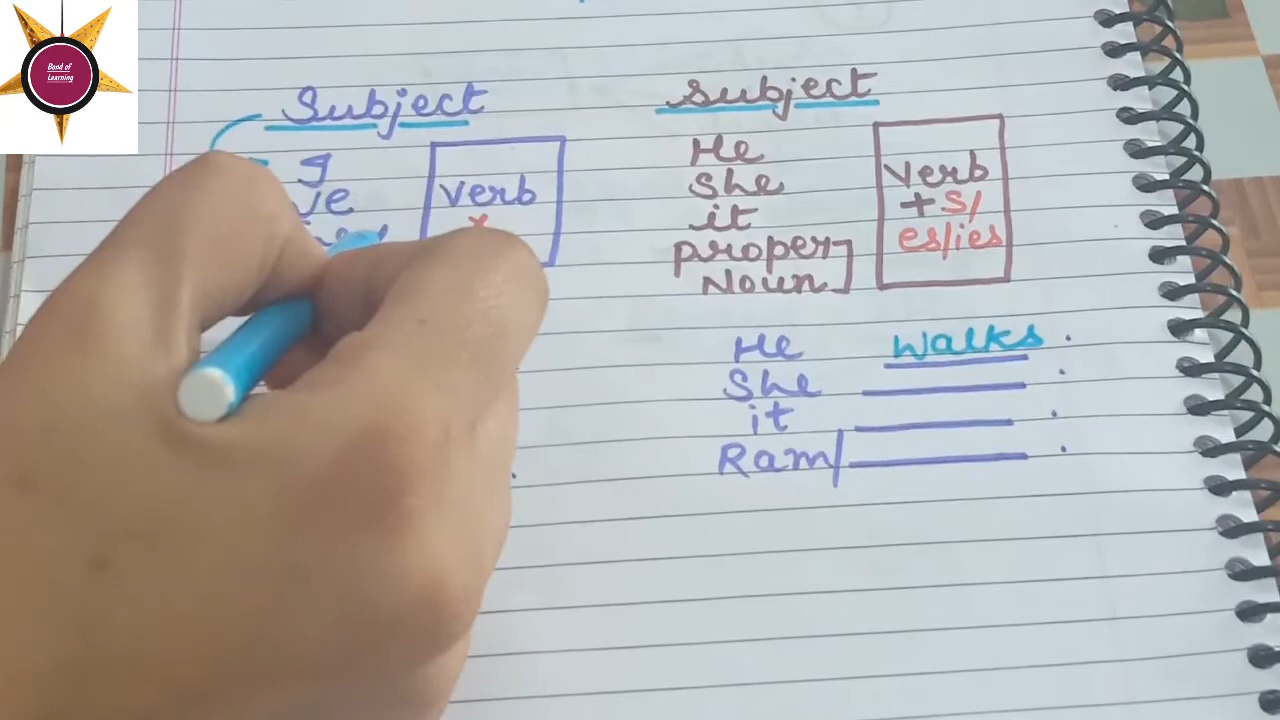 Bond of
Learning
Subject
I
verb
x
subject
He
She
it
proper
Noun
verb
+ s/
es/ies
He walks.
She
it
Ram/